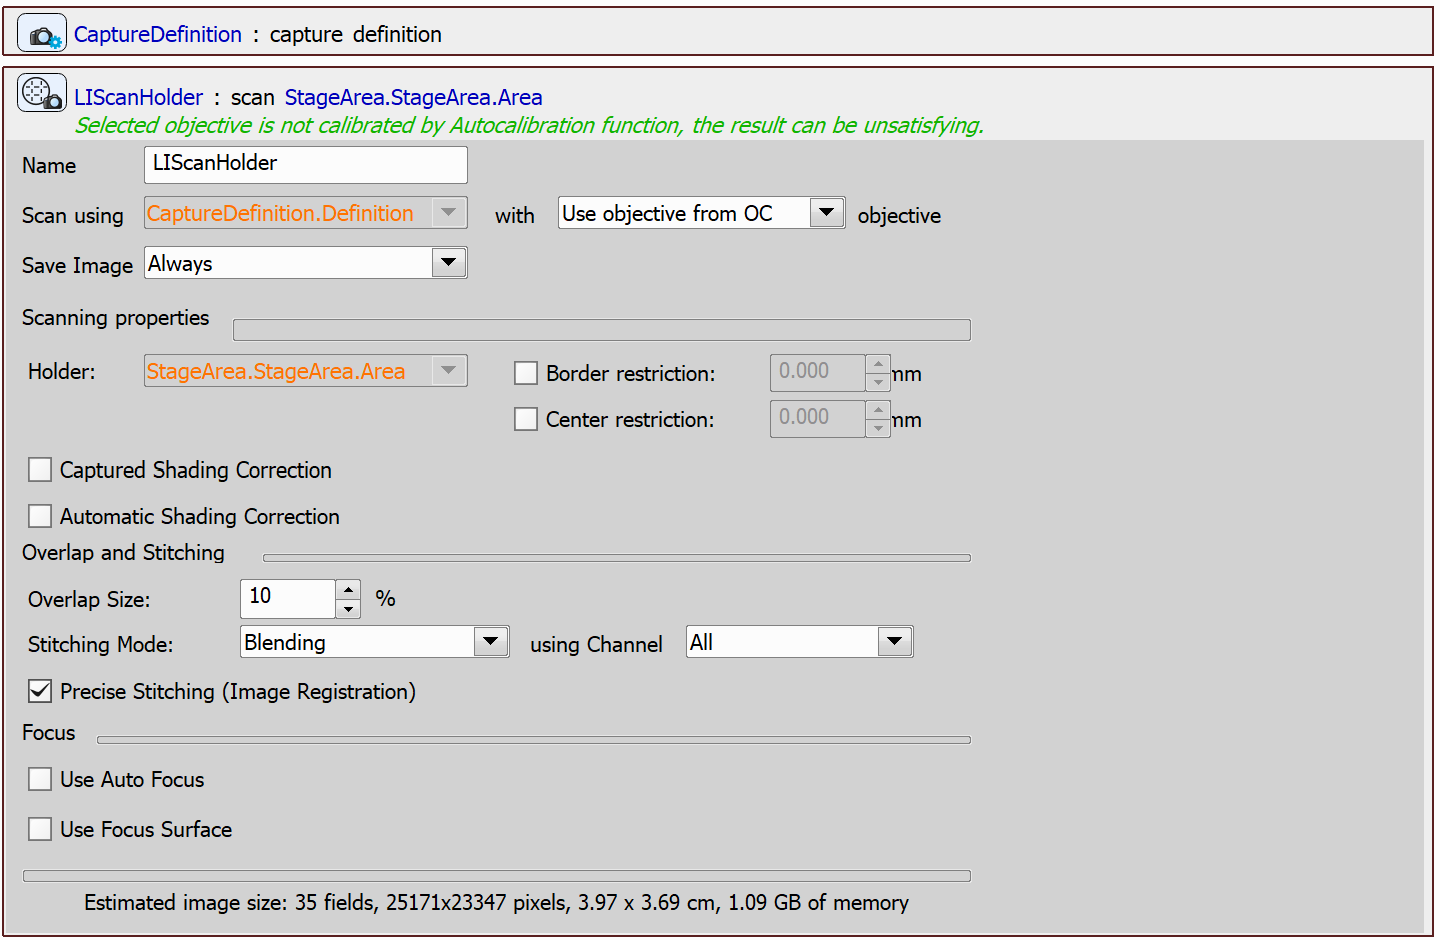 CaptureDefinition : capture definition
LIScanHolder : scan StageArea.StageArea.Area
Selected objective is not calibrated by Autocalibration function, the result can be unsatisfying.
Name LIScanHolder
Scan using CaptureDefinition.Definition with Use objective from OC objective
Save Image Always
Scanning properties
Holder: StageArea.StageArea.Area Border restriction: 0.000 mm
Center restriction: 0.000 mm
Captured Shading Correction
Automatic Shading Correction
Overlap and Stitching
Overlap Size: 10 %
Stitching Mode: Blending using Channel All
Precise Stitching (Image Registration)
Focus
Use Auto Focus
Use Focus Surface
Estimated image size: 35 fields, 25171x23347 pixels, 3.97 x 3.69 cm, 1.09 GB of memory